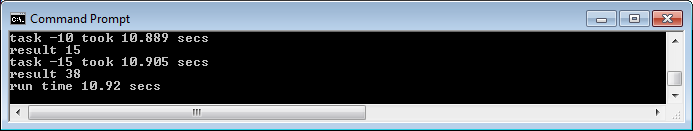 Command Prompt
task -10 took 10.889 secs
result 15
task -15 took 10.905 secs
result 38
run time 10.92 secs